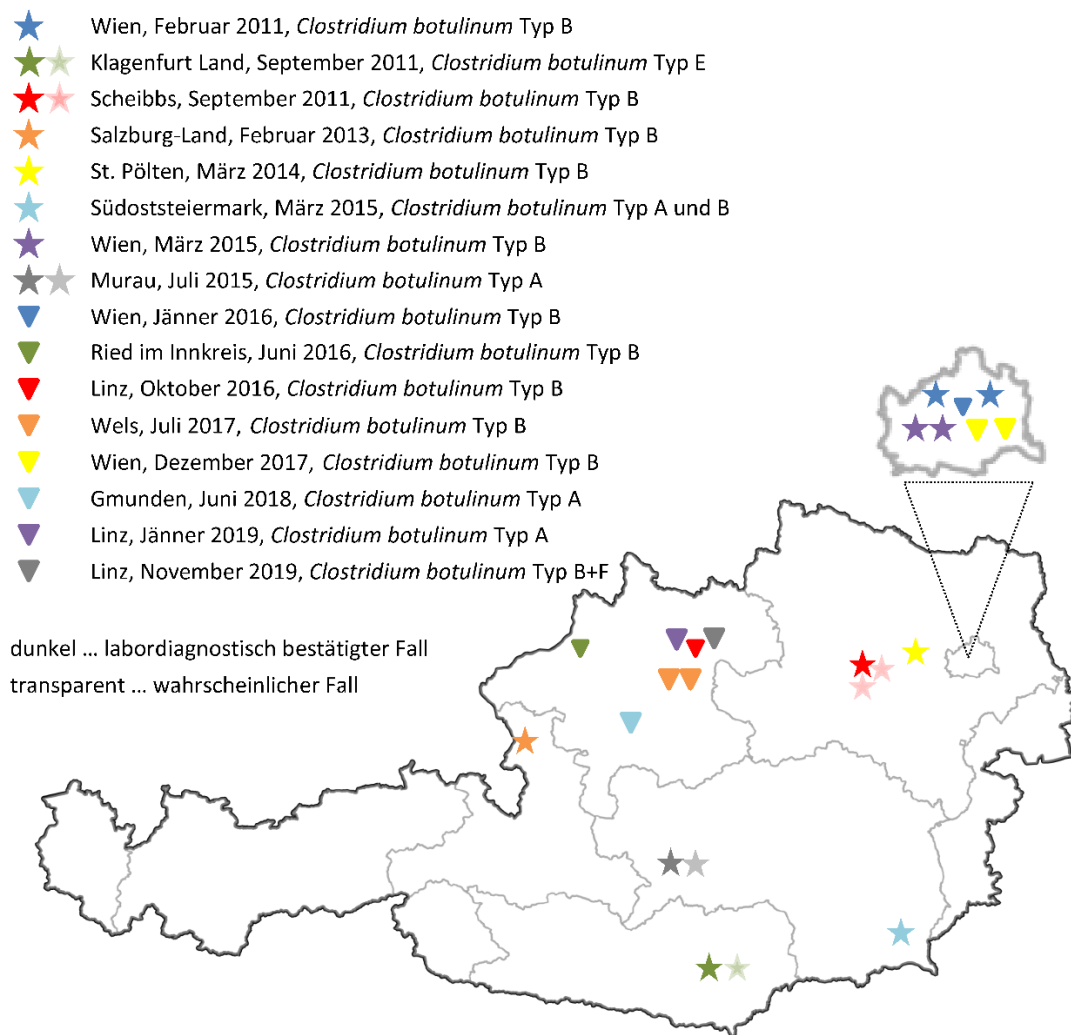 Wien, Februar 2011, Clostridium botulinum Typ B
Klagenfurt Land, September 2011, Clostridium botulinum Typ E
Scheibbs, September 2011, Clostridium botulinum Typ B
Salzburg-Land, Februar 2013, Clostridium botulinum Typ B
St. Pölten, März 2014, Clostridium botulinum Typ B
Südoststeiermark, März 2015, Clostridium botulinum Typ A und B
Wien, März 2015, Clostridium botulinum Typ B
Murau, Juli 2015, Clostridium botulinum Typ A
Wien, Jänner 2016, Clostridium botulinum Typ B
Ried im Innkreis, Juni 2016, Clostridium botulinum Typ B
Linz, Oktober 2016, Clostridium botulinum Typ B
Wels, Juli 2017, Clostridium botulinum Typ B
Wien, Dezember 2017, Clostridium botulinum Typ B
Gmunden, Juni 2018, Clostridium botulinum Typ A
Linz, Jänner 2019, Clostridium botulinum Typ A
Linz, November 2019, Clostridium botulinum Typ B+F
dunkel ... labordiagnostisch bestätigter Fall
transparent ... wahrscheinlicher Fall